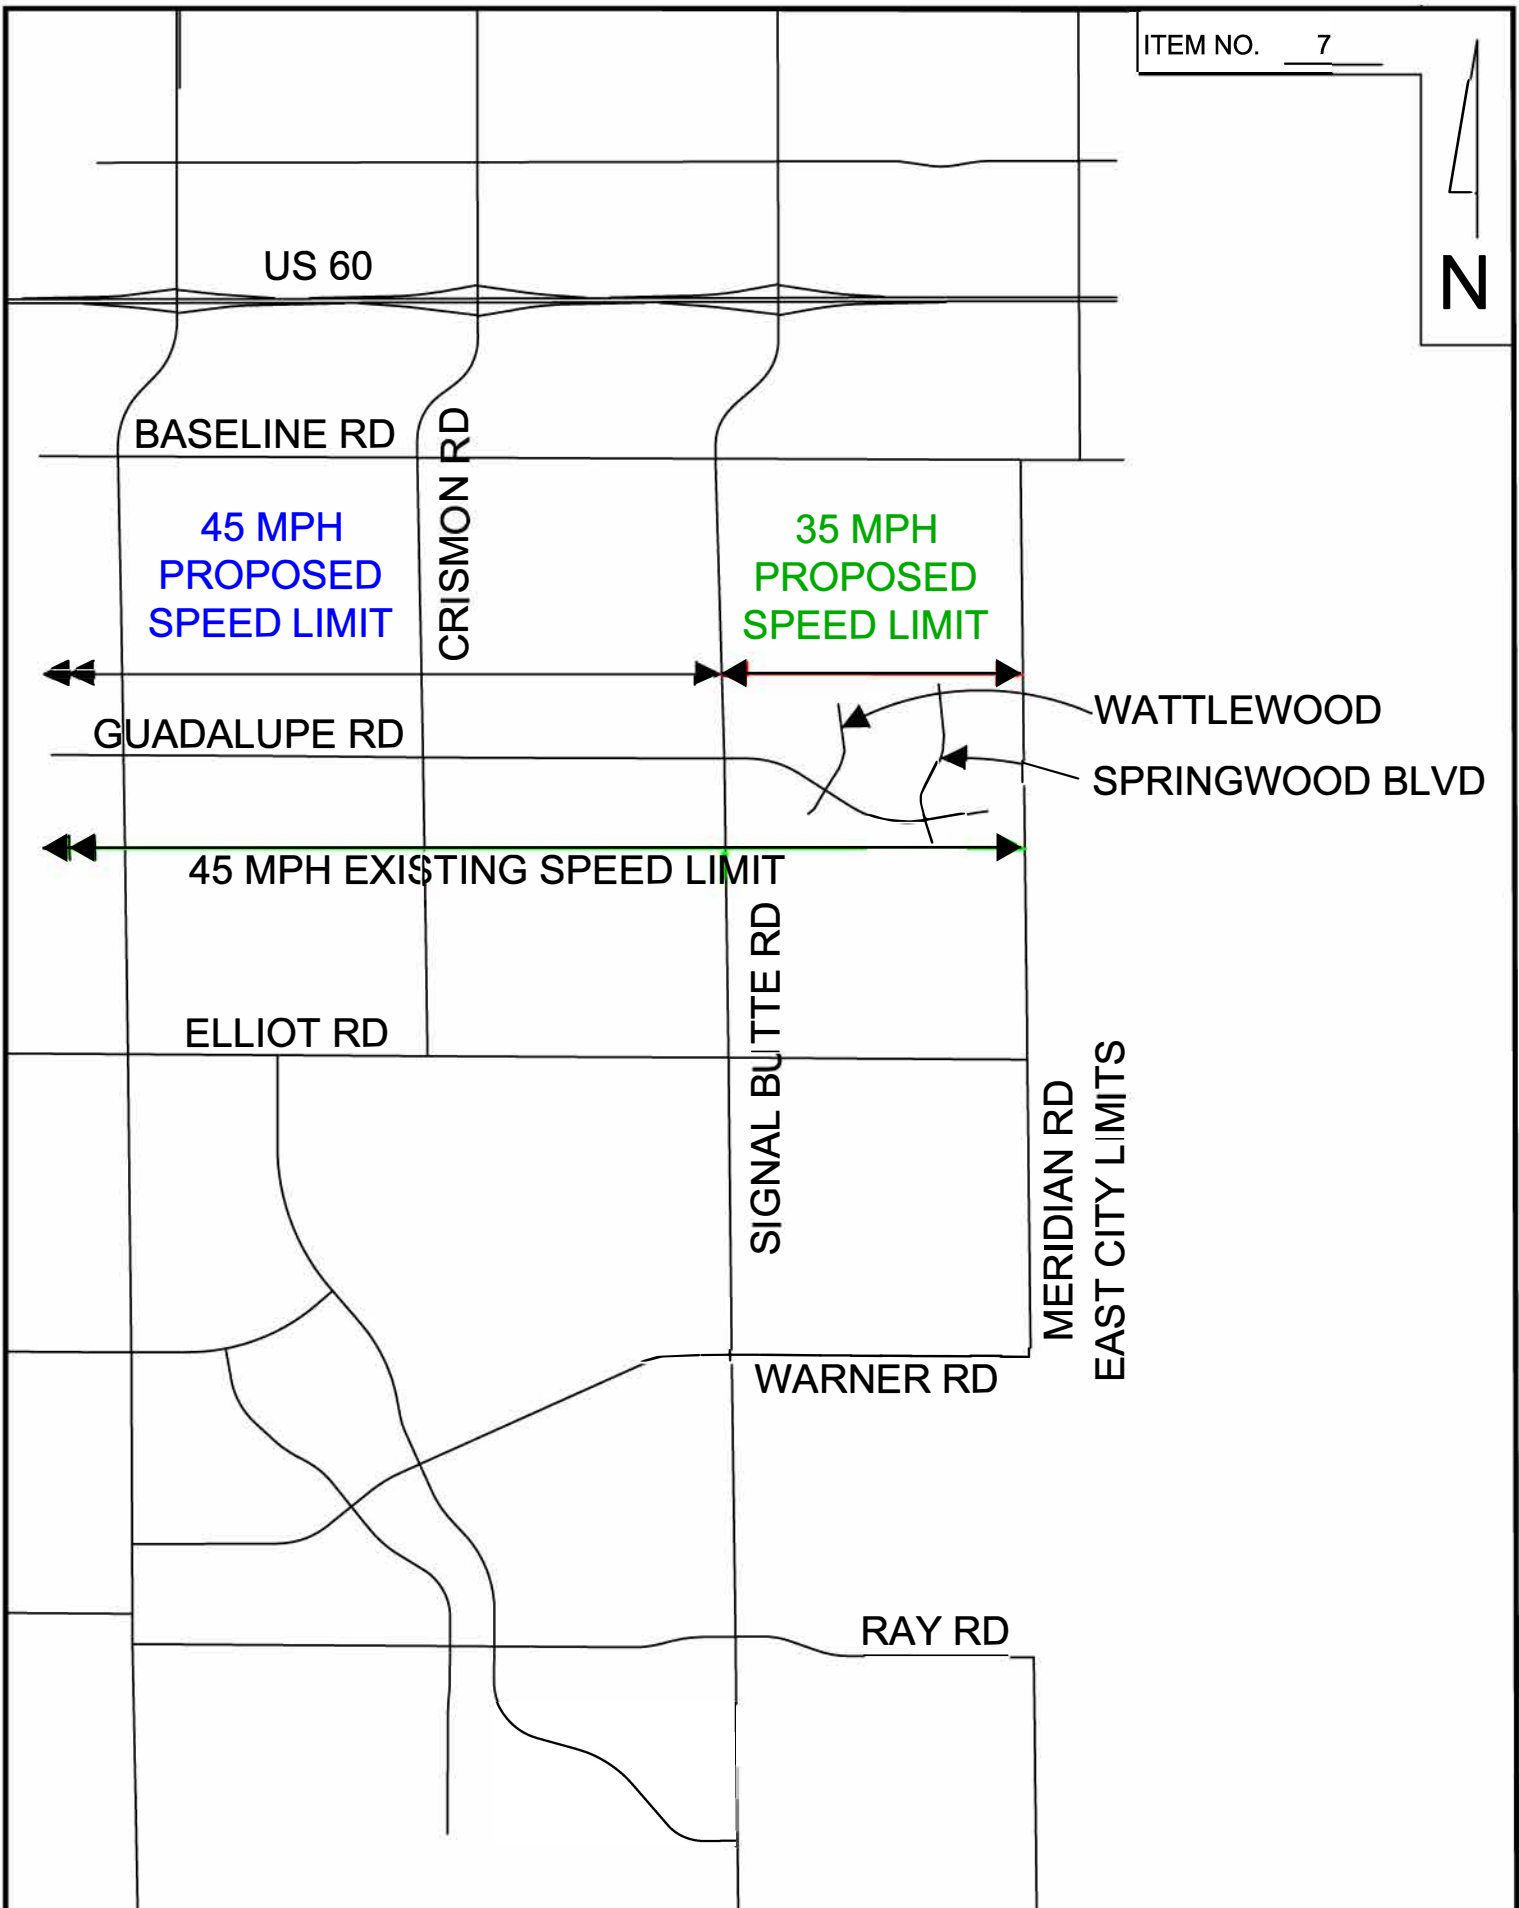 ITEM NO. 7
N
US 60
BASELINE RD
CRISMON RD
45 MPH
PROPOSED
SPEED LIMIT
35 MPH
PROPOSED
SPEED LIMIT
WATTLEWOOD
GUADALUPE RD
SPRINGWOOD BLVD
45 MPH EXISTING SPEED LIMIT
SIGNAL BUTTE RD
ELLIOT RD
MERIDIAN RD
EAST CITY LIMITS
WARNER RD
RAY RD